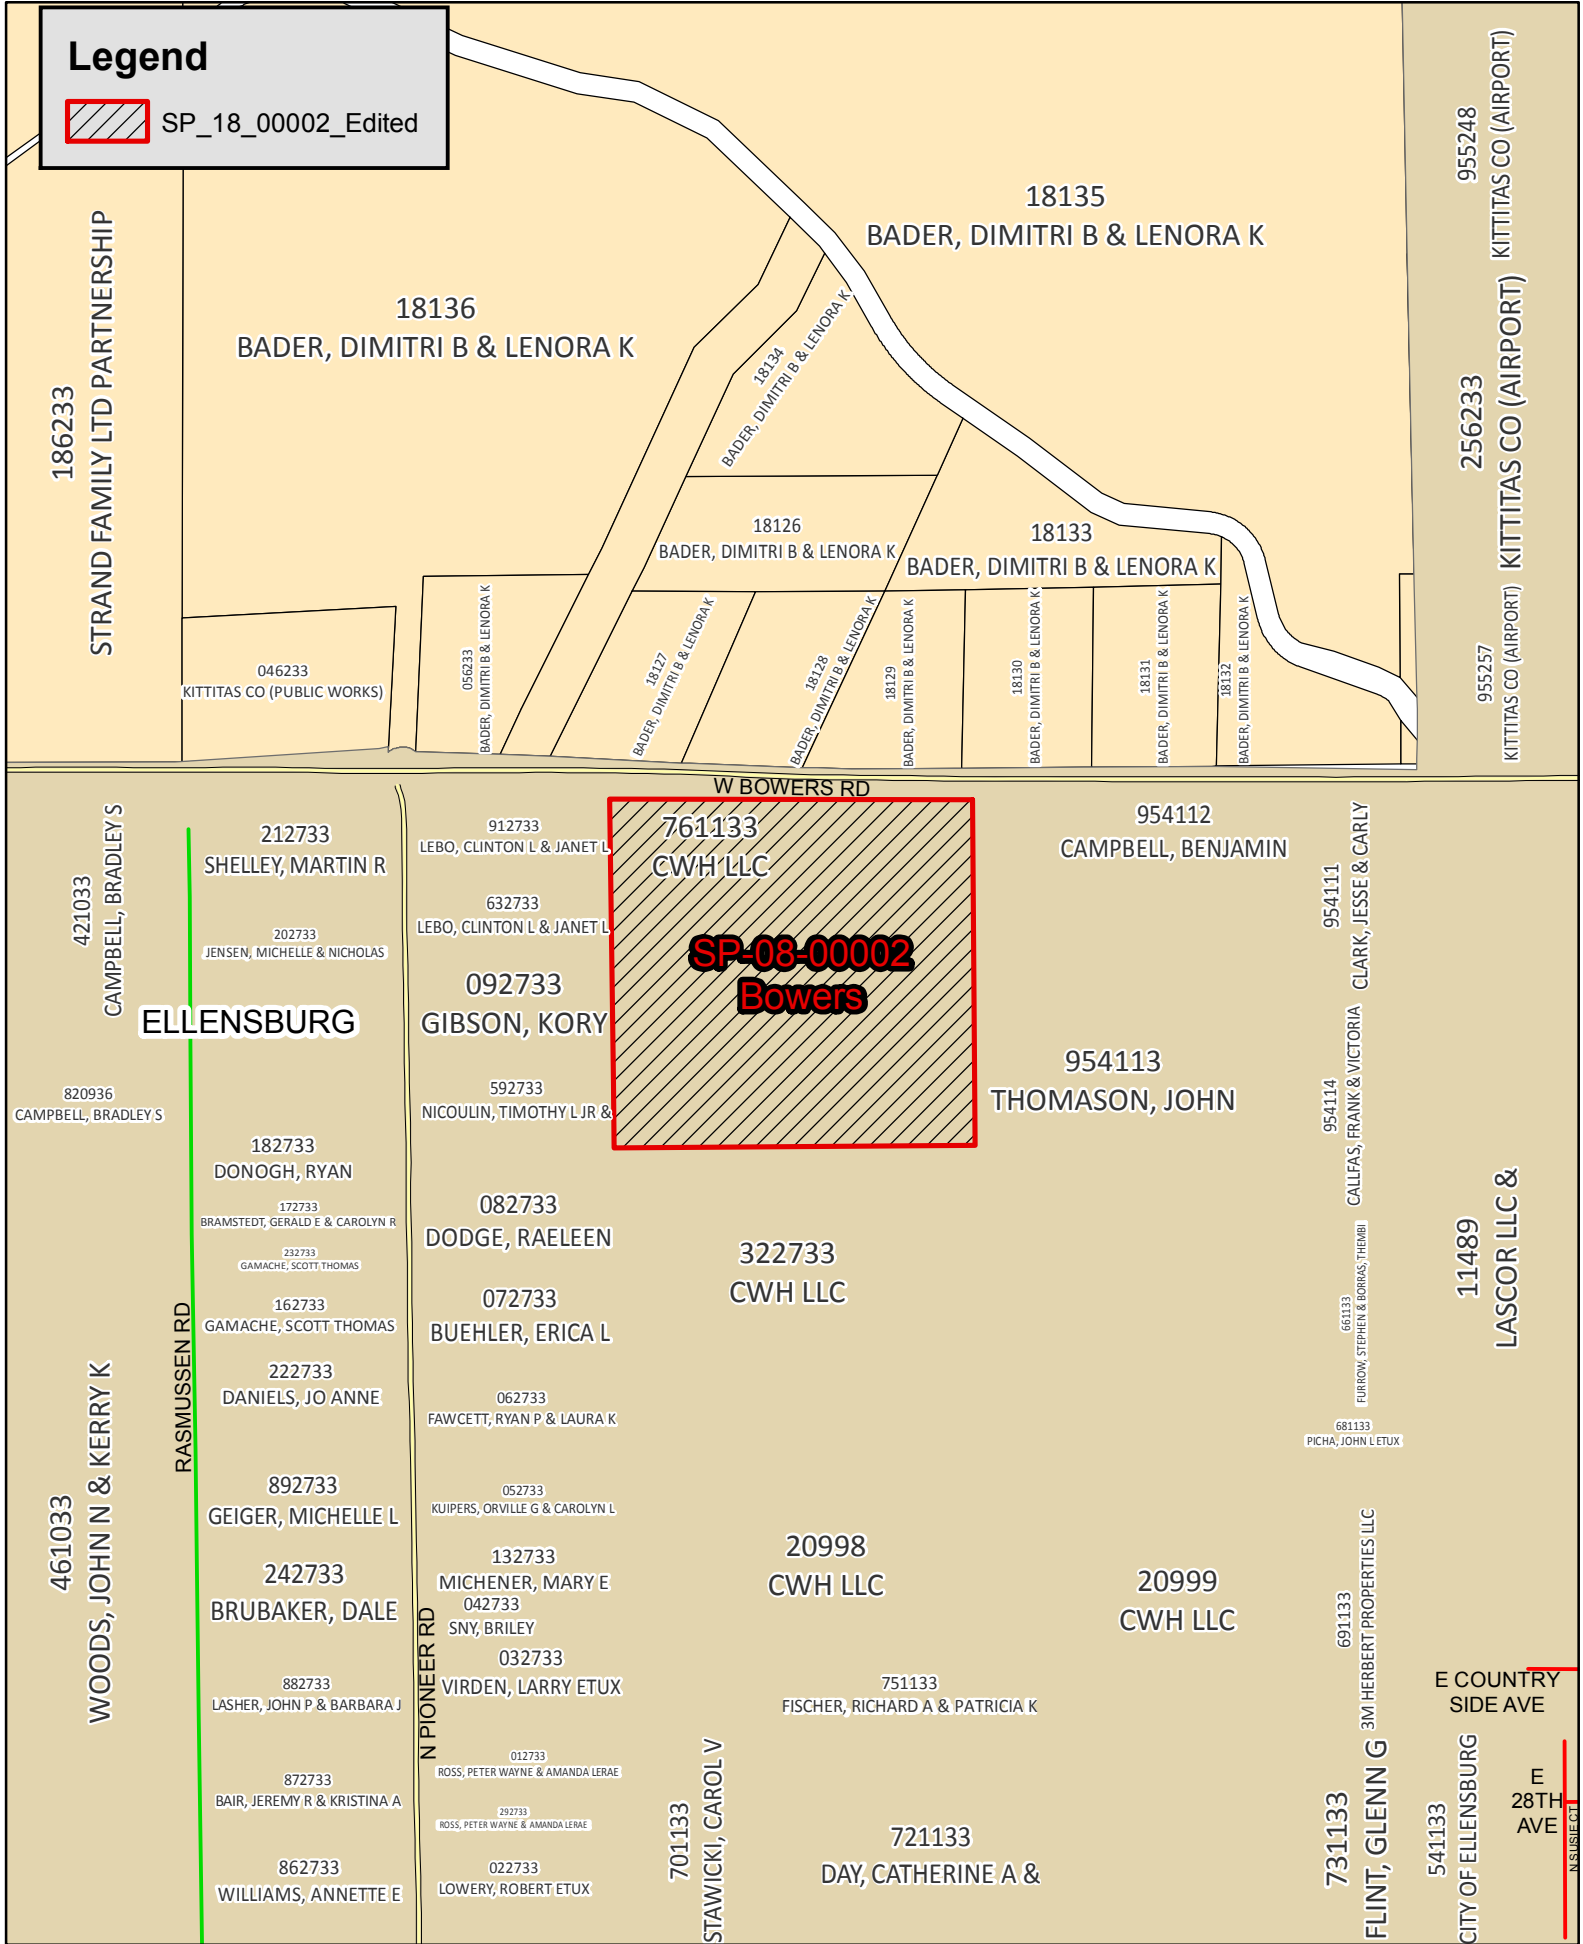 Legend
SP_18_00002_Edited
955248
KITTITAS CO (AIRPORT)
18135
BADER, DIMITRI B & LENORA K
186233
STRAND FAMILY LTD PARTNERSHIP
18136
BADER, DIMITRI B & LENORA K
18134
BADER, DIMITRI B & LENORA K
256233
KITTITAS CO (AIRPORT)
18126
BADER, DIMITRI B & LENORA K
18133
BADER, DIMITRI B & LENORA K
046233
KITTITAS CO (PUBLIC WORKS)
056233
BADER, DIMITRI B & LENORA K
18127
BADER, DIMITRI B & LENORA K
18128
BADER, DIMITRI B & LENORA K
18129
BADER, DIMITRI B & LENORA K
18130
BADER, DIMITRI B & LENORA K
18131
BADER, DIMITRI B & LENORA K
18132
BADER, DIMITRI B & LENORA K
955257
KITTITAS CO (AIRPORT)
W BOWERS RD
421033
CAMPBELL, BRADLEY S
212733
SHELLEY, MARTIN R
912733
LEBO, CLINTON L & JANET L
761133
CWH LLC
954112
CAMPBELL, BENJAMIN
954111
CLARK, JESSE & CARLY
202733
JENSEN, MICHELLE & NICHOLAS
632733
LEBO, CLINTON L & JANET L
SP-08-00002
Bowers
092733
GIBSON, KORY
ELLENSBURG
820936
CAMPBELL, BRADLEY S
592733
NICOULIN, TIMOTHY L JR &
954113
THOMASON, JOHN
954114
CALLFAS, FRANK & VICTORIA
182733
DONOGH, RYAN
172733
BRAMSTEDT, GERALD E & CAROLYN R
082733
DODGE, RAELEEN
232733
GAMACHE, SCOTT THOMAS
322733
CWH LLC
11489
LASCOR LLC &
661133
FURROW, STEPHEN & BORRAS, THEMBI
162733
GAMACHE, SCOTT THOMAS
072733
BUEHLER, ERICA L
RASMUSSEN RD
222733
DANIELS, JO ANNE
062733
FAWCETT, RYAN P & LAURA K
681133
PICHA, JOHN L ETUX
461033
WOODS, JOHN N & KERRY K
892733
GEIGER, MICHELLE L
052733
KUIPERS, ORVILLE G & CAROLYN L
242733
BRUBAKER, DALE
132733
MICHENER, MARY E
20998
CWH LLC
20999
CWH LLC
042733
SNY, BRILEY
691133
3M HERBERT PROPERTIES LLC
N PIONEER RD
032733
VIRDEN, LARRY ETUX
882733
LASHER, JOHN P & BARBARA J
751133
FISCHER, RICHARD A & PATRICIA K
E COUNTRY
SIDE AVE
012733
ROSS, PETER WAYNE & AMANDA LERAE
872733
BAIR, JEREMY R & KRISTINA A
292733
ROSS, PETER WAYNE & AMANDA LERAE
701133
STAWICKI, CAROL V
721133
DAY, CATHERINE A &
731133
FLINT, GLENN G
541133
CITY OF ELLENSBURG
E
28TH
AVE
N SUSIE CT
862733
WILLIAMS, ANNETTE E
022733
LOWERY, ROBERT ETUX